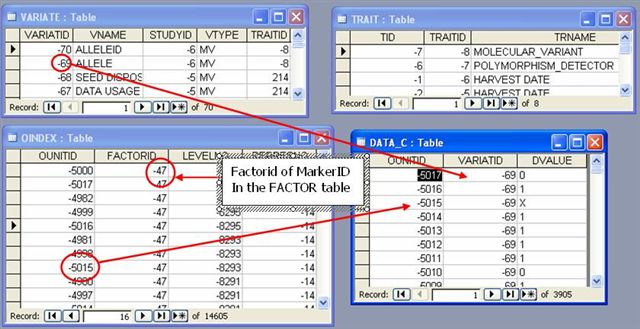 VARIATE : Table
VARIATID VNAME STUDYID VTYPE TRAITID
-70 ALLELEID -5 MV -8
-69 ALLELE -5 MV -8
-68 SEED DISPOS -6 MV 214
-67 DATA USAGE -6 MV 214
Record: 1 of 70
TRAIT : Table
TID TRAITID TRNAME
-7 -8 MOLECULAR_VARIANT
-6 -7 POLYMORPHISM_DETECTOR
-1 -6 HARVEST DATE
-2 -5 HARVEST DATE
Record: 1 of 8
OINDEX : Table
OUNITID FACTORID
-5000 -47
-5017 -47
-4982 -47
-4999 -47 -14
-5016 -47 -8295 -14
-4981 -47 -8293 -14
-4998 -47 -14
-5015 -47 -8293 -14
-4980 -47 -14
-4997 -47 -8291 -14
Record: 16 of 14605
Factorid of MarkerID
In the FACTOR table
DATA_C : Table
OUNITID VARIATID DVALUE
-5017 -69 0
-5016 -69 1
-5015 -69 X
-5014 -69 1
-5013 -69 1
-5012 -69 1
-5011 -69 1
-5010 -69 0
-5009 -69 1
Record: 1 of 3905